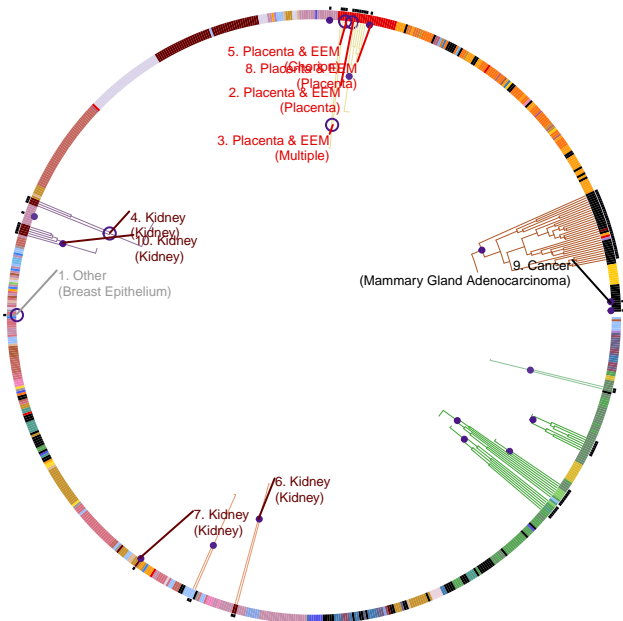 5. Placenta & EEM
(Chorion)
8. Placenta & EEM
(Placenta)
2. Placenta & EEM
(Placenta)
3. Placenta & EEM
(Multiple)
4. Kidney
(Kidney)
10. Kidney
(Kidney)
1. Other
(Breast Epithelium)
9. Cancer
(Mammary Gland Adenocarcinoma)
6. Kidney
(Kidney)
7. Kidney
(Kidney)